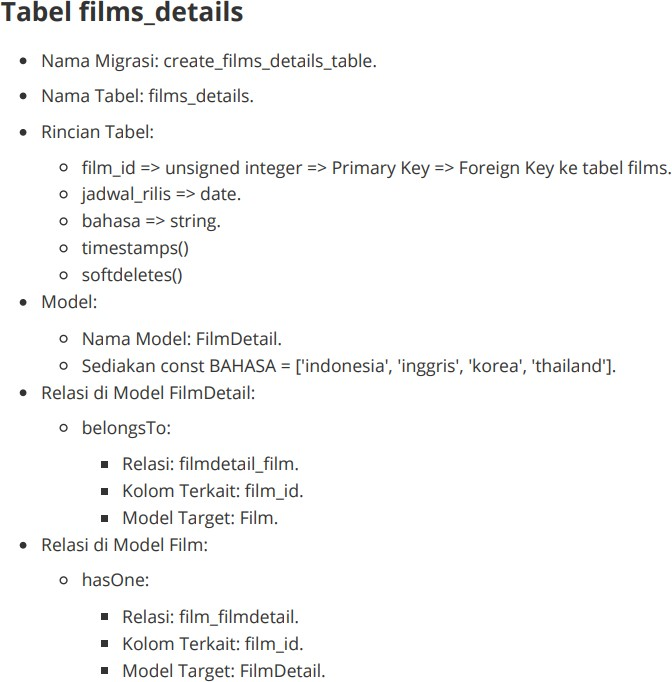 Tabel films_details
Nama Migrasi: create_films_details_table.
Nama Tabel: films_details.
Rincian Tabel:
film_id => unsigned integer => Primary Key => Foreign Key ke tabel films.
jadwal_rilis => date.
bahasa => string.
timestamps()
softdeletes()
Model:
Nama Model: FilmDetail.
Sediakan const BAHASA = ['indonesia', 'inggris', 'korea', 'thailand'].
Relasi di Model FilmDetail:
belongsTo:
Relasi: filmdetail_film.
Kolom Terkait: film_id.
Model Target: Film.
Relasi di Model Film:
hasOne:
Relasi: film_filmdetail.
Kolom Terkait: film_id.
Model Target: FilmDetail.